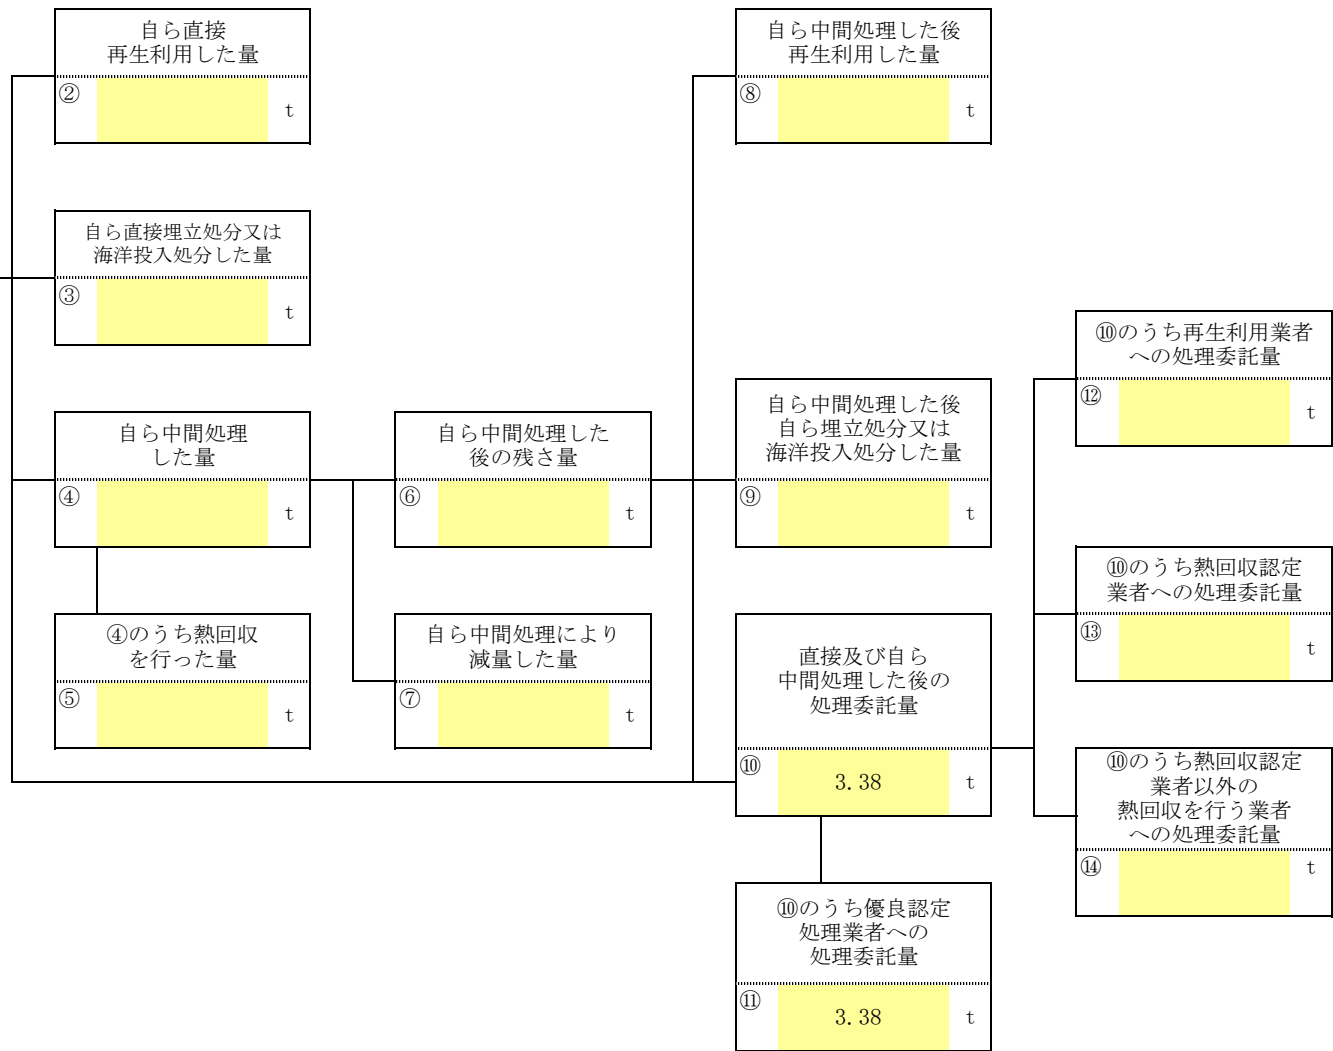 自ら直接
再生利用した量
②
t
自ら中間処理した後
再生利用した量
⑧
t
自ら直接埋立処分又は
海洋投入処分した量
③
t
⑩のうち再生利用業者
への処理委託量
⑫
t
自ら中間処理
した量
④
t
自ら中間処理した
後の残さ量
⑥
t
自ら中間処理した後
自ら埋立処分又は
海洋投入処分した量
⑨
t
⑩のうち熱回収認定
業者への処理委託量
⑬
t
④のうち熱回収
を行った量
⑤
t
自ら中間処理により
減量した量
⑦
t
直接及び自ら
中間処理した後の
処理委託量
⑩
3.38
t
⑩のうち熱回収認定
業者以外の
熱回収を行う業者
への処理委託量
⑭
t
⑩のうち優良認定
処理業者への
処理委託量
⑪
3.38
t